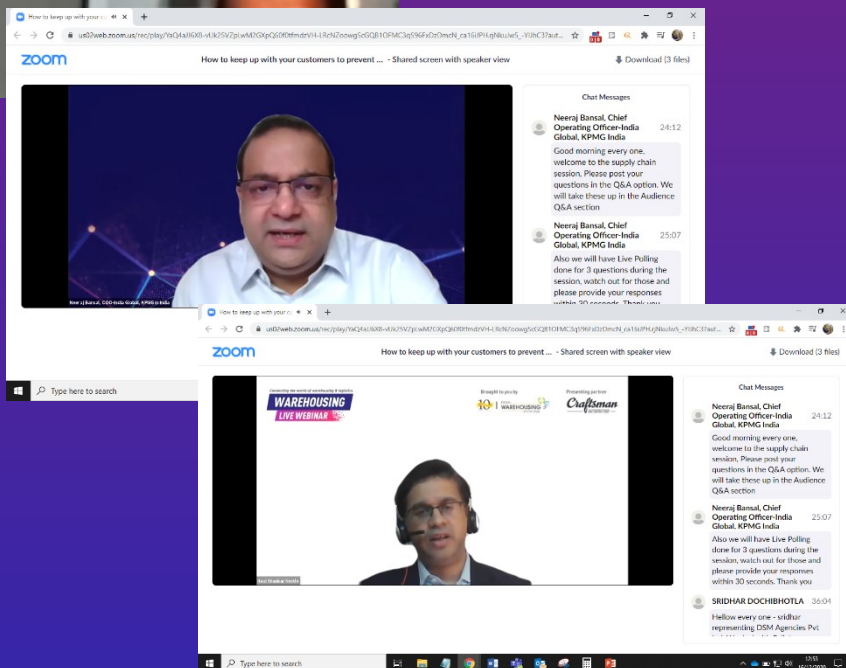 How to keep up with your cu
zoom
How to keep up with your customers to prevent ... - Shared screen with speaker view
Download (3 files)
Chat Messages
Neeraj Bansal, Chief
Operating Officer-India
Global, KPMG India
24:12
Good morning every one,
welcome to the supply chain
session, Please post your
questions in the Q&A option. We
will take these up in the Audience
Q&A section
Neeraj Bansal, Chief
Operating Officer-India
Global, KPMG India
25:07
Also we will have Live Polling
done for 3 questions during the
session, watch out for those and
please provide your responses
within 30 seconds. Thank you
Neeraj Bansal, COO-India Global, KPMG in India
Type here to search
How to keep up with your cu
zoom
How to keep up with your customers to prevent ... - Shared screen with speaker view
Download (3 files)
WAREHOUSING
LIVE WEBINAR
Brought to you by
10
WAREHOUSING
Presenting partner
Craftsman
Chat Messages
Neeraj Bansal, Chief
Operating Officer-India
Global, KPMG India
24:12
Good morning every one,
welcome to the supply chain
session, Please post your
questions in the Q&A option. We
will take these up in the Audience
Q&A section
Neeraj Bansal, Chief
Operating Officer-India
Global, KPMG India
25:07
Also we will have Live Polling
done for 3 questions during the
session, watch out for those and
please provide your responses
within 30 seconds. Thank you
SRIDHAR DOCHIBHOTLA 36:04
Hellow every one - sridhar
representing DSM Agencies Pvt
Type here to search